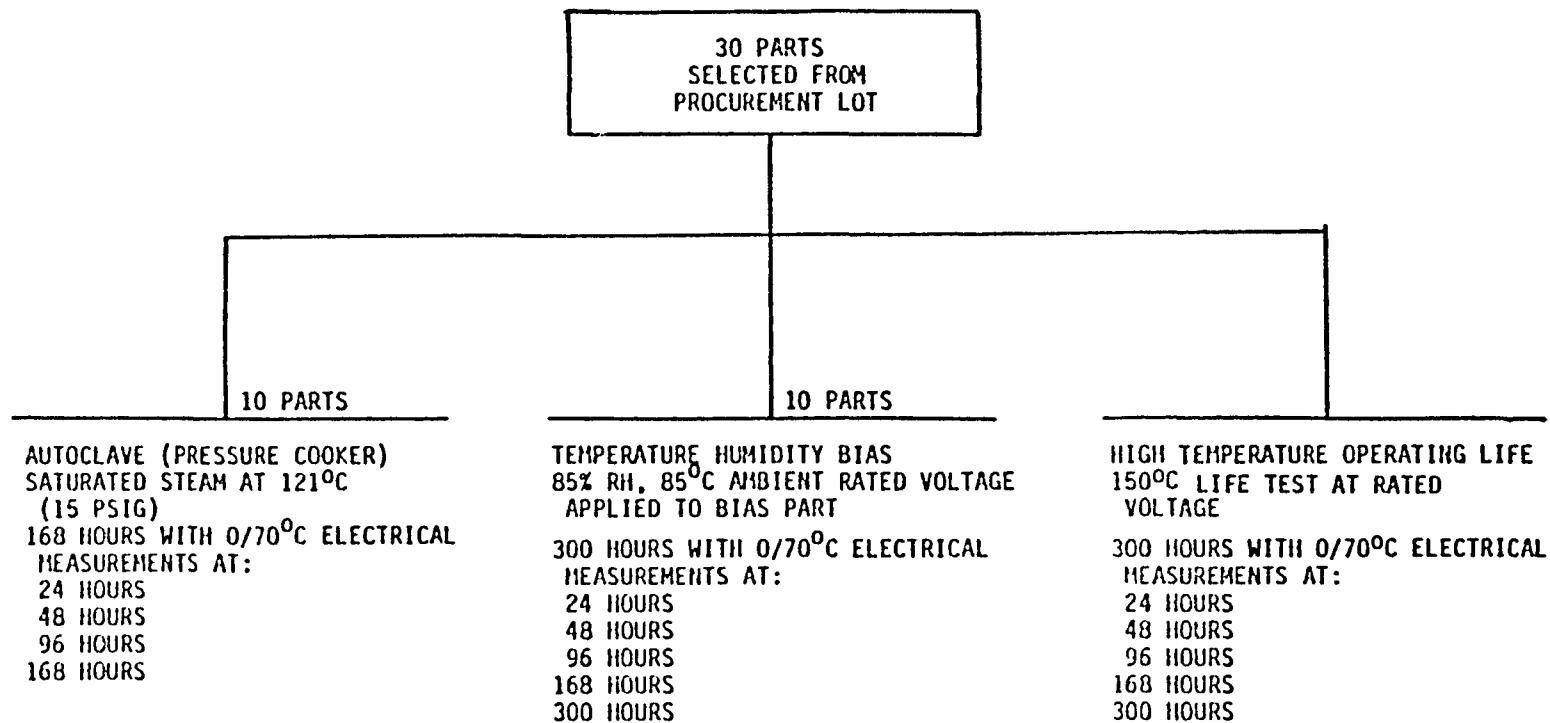 30 PARTS
SELECTED FROM
PROCUREMENT LOT
10 PARTS
AUTOCLAVE (PRESSURE COOKER)
SATURATED STEAM AT 121°C
(15 PSIG)
168 HOURS WITH 0/70°C ELECTRICAL
MEASUREMENTS AT:
24 HOURS
48 HOURS
96 HOURS
168 HOURS
10 PARTS
TEMPERATURE HUMIDITY BIAS
85% RH, 85°C AMBIENT RATED VOLTAGE
APPLIED TO BIAS PART
300 HOURS WITH 0/70°C ELECTRICAL
MEASUREMENTS AT:
24 HOURS
48 HOURS
96 HOURS
168 HOURS
300 HOURS
HIGH TEMPERATURE OPERATING LIFE
150°C LIFE TEST AT RATED
VOLTAGE
300 HOURS WITH 0/70°C ELECTRICAL
MEASUREMENTS AT:
24 HOURS
48 HOURS
96 HOURS
168 HOURS
300 HOURS